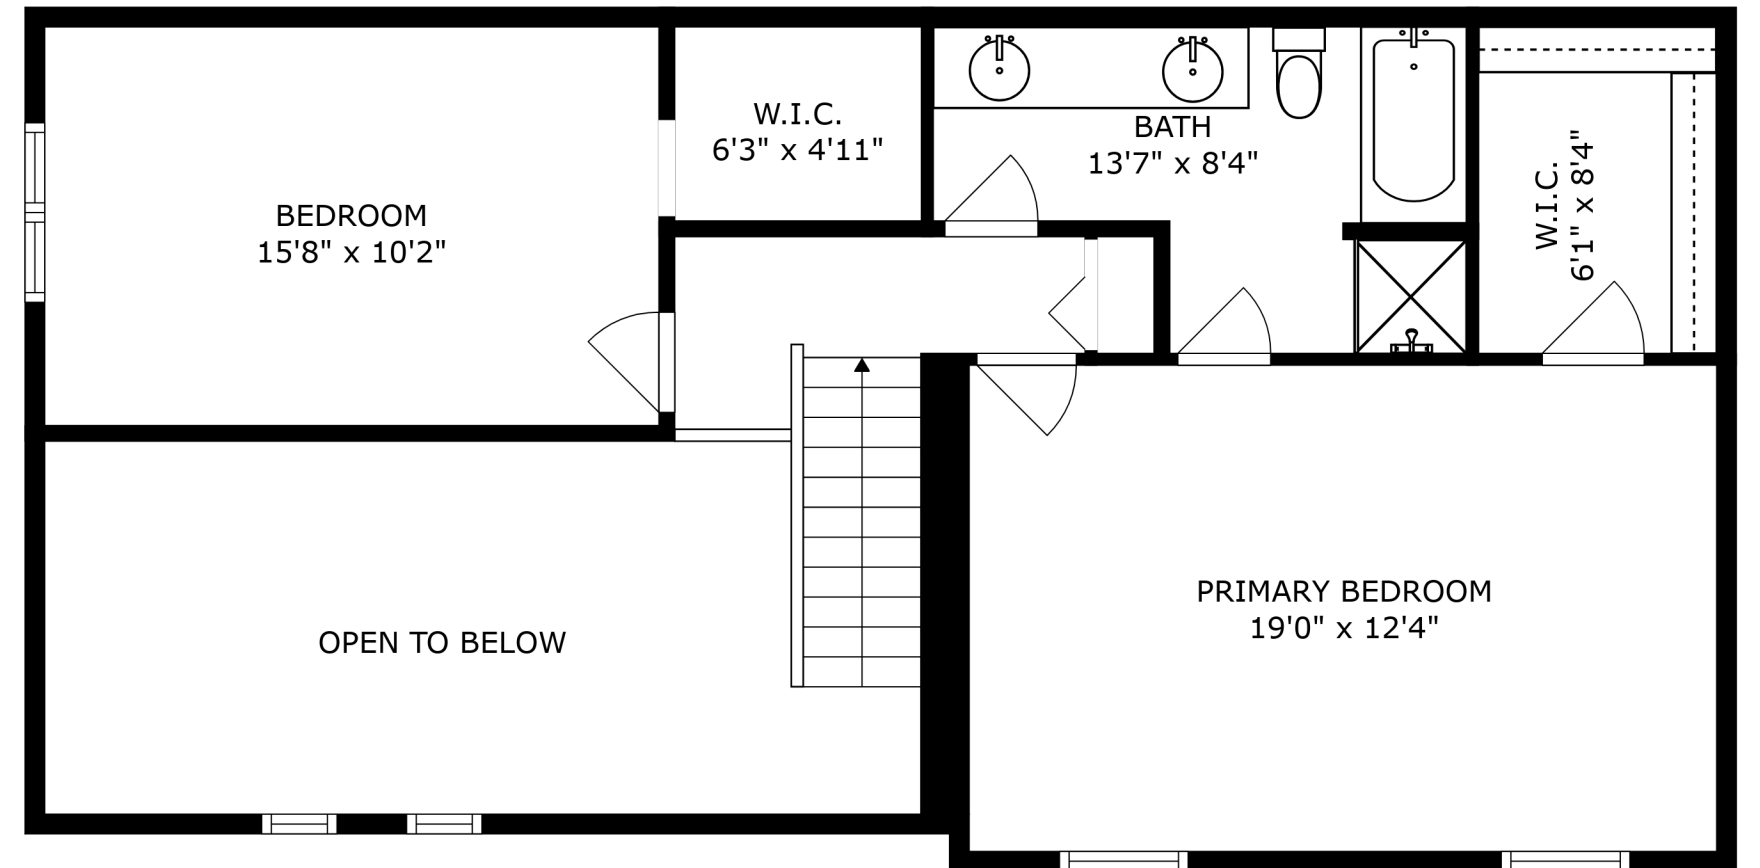 W.I.C.
6'3" x 4'11"
BATH
13'7" x 8'4"
W.I.C.
6'1" x 8'4"
BEDROOM
15'8" x 10'2"
PRIMARY BEDROOM
19'0" x 12'4"
OPEN TO BELOW